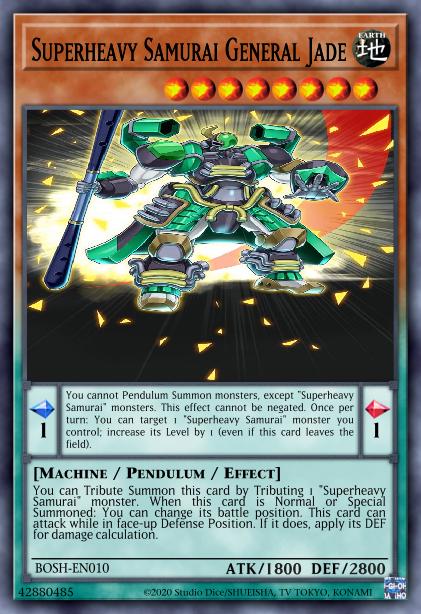 Superheavy Samurai General Jade
EARTH
地
You cannot Pendulum Summon monsters, except "Superheavy
Samurai" monsters. This effect cannot be negated. Once per
turn: You can target 1 "Superheavy Samurai" monster you
control; increase its Level by 1 (even if this card leaves the
field).
1
1
[Machine / Pendulum / Effect]
You can Tribute Summon this card by Tributing 1 "Superheavy
Samurai" monster. When this card is Normal or Special
Summoned: You can change its battle position. This card can
attack while in face-up Defense Position. If it does, apply its DEF
for damage calculation.
BOSH-EN010
ATK/1800 DEF/2800
42880485
©2020 Studio Dice/SHUEISHA, TV TOKYO, KONAMI